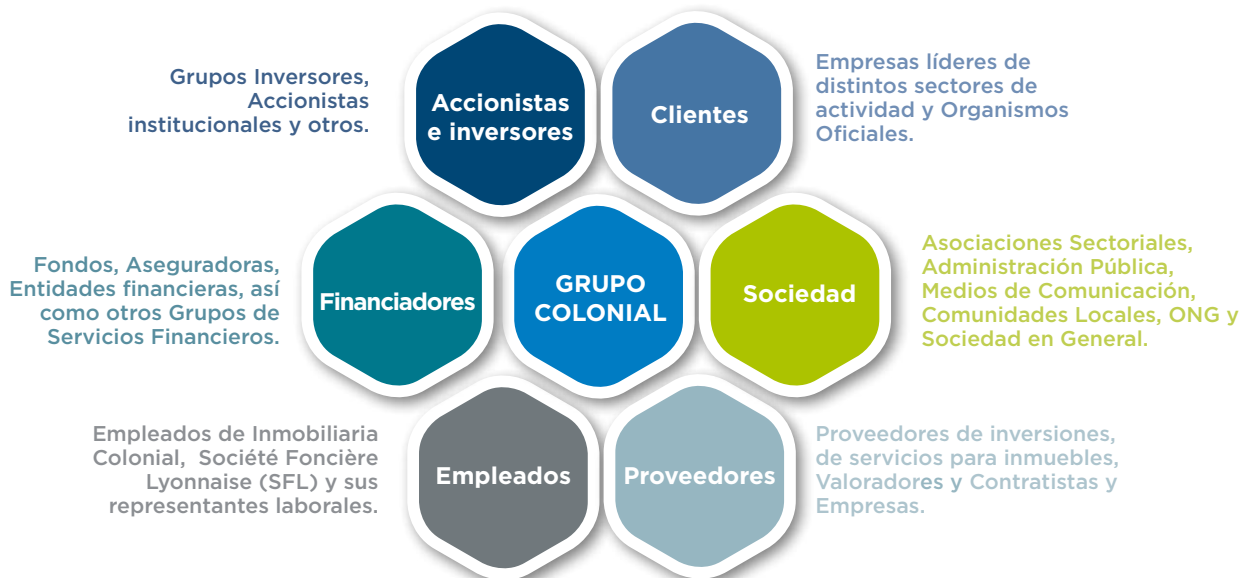 Grupos Inversores,
Accionistas
institucionales y otros.
Accionistas
e inversores
Clientes
Empresas líderes de
distintos sectores de
actividad y Organismos
Oficiales.
Fondos, Aseguradoras,
Entidades financieras, así
como otros Grupos de
Servicios Financieros.
Financiadores
GRUPO
COLONIAL
Sociedad
Asociaciones Sectoriales,
Administración Pública,
Medios de Comunicación,
Comunidades Locales, ONG y
Sociedad en General.
Empleados de Inmobiliaria
Colonial, Société Foncière
Lyonnaise (SFL) y sus
representantes laborales.
Empleados
Proveedores
Proveedores de inversiones,
de servicios para inmuebles,
Valoradores y Contratistas y
Empresas.